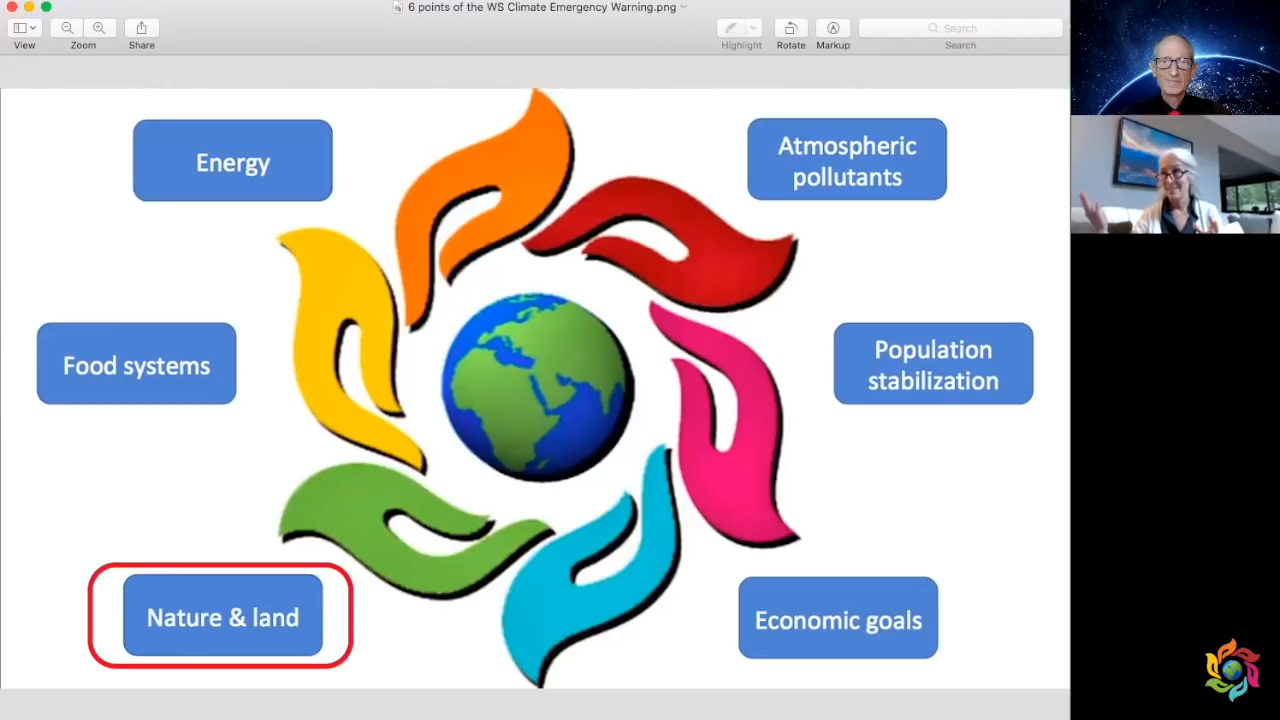 6 points of the WS Climate Emergency Warning.png
View
Zoom
Share
Highlight
Rotate
Markup
Search
Search
Energy
Atmospheric
pollutants
Food systems
Population
stabilization
Nature & land
Economic goals